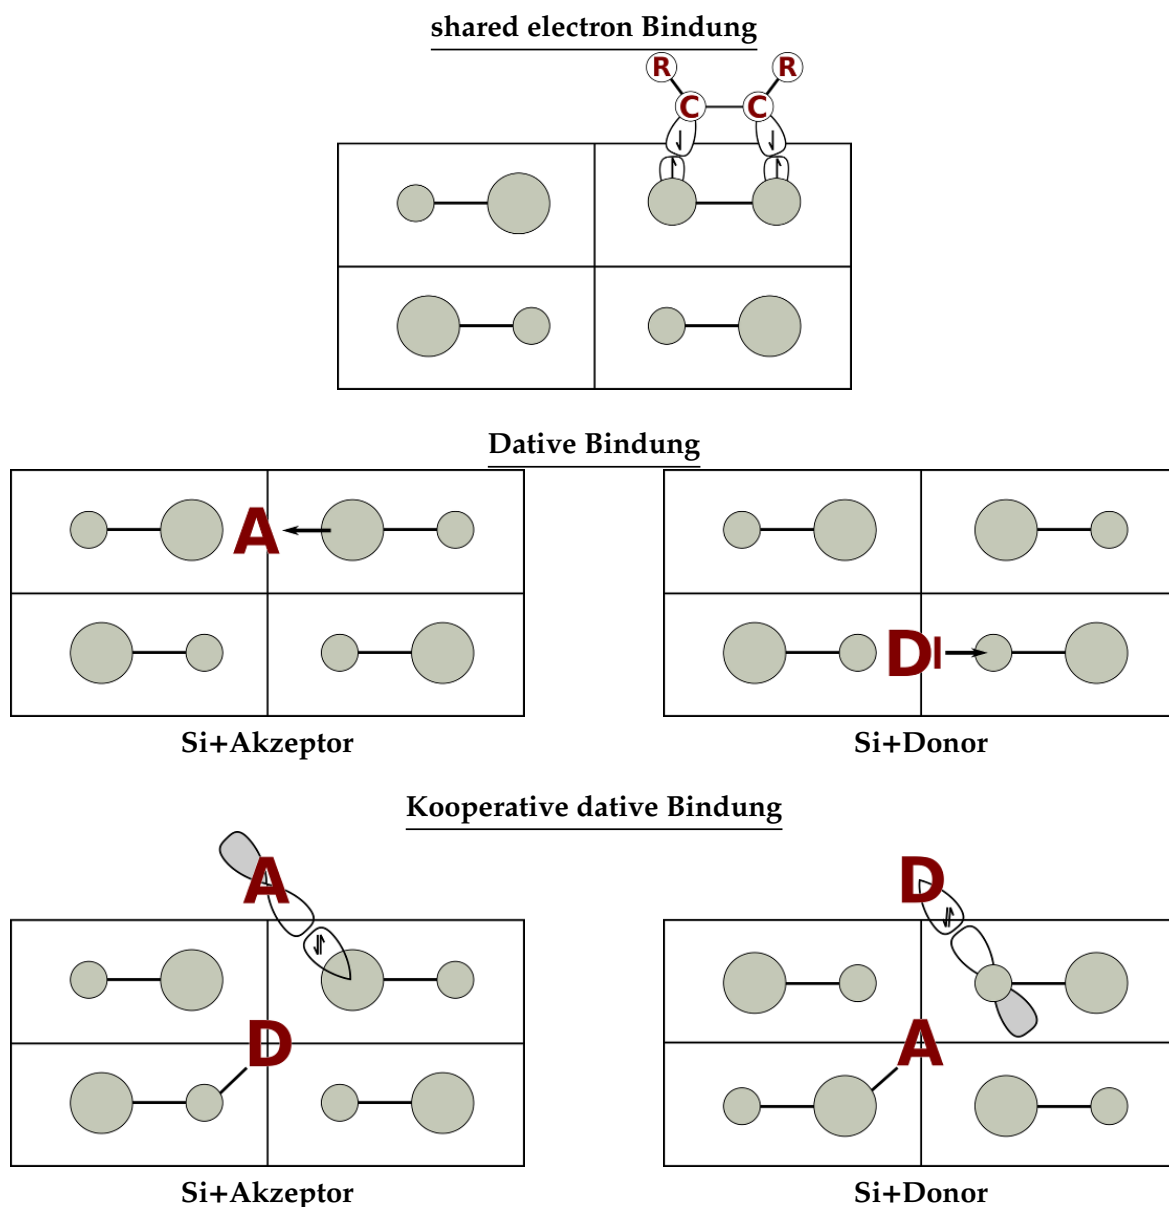 shared electron Bindung
R R
C C
Dative Bindung
A D
Si+Akzeptor Si+Donor
Kooperative dative Bindung
A D
D A
Si+Akzeptor Si+Donor